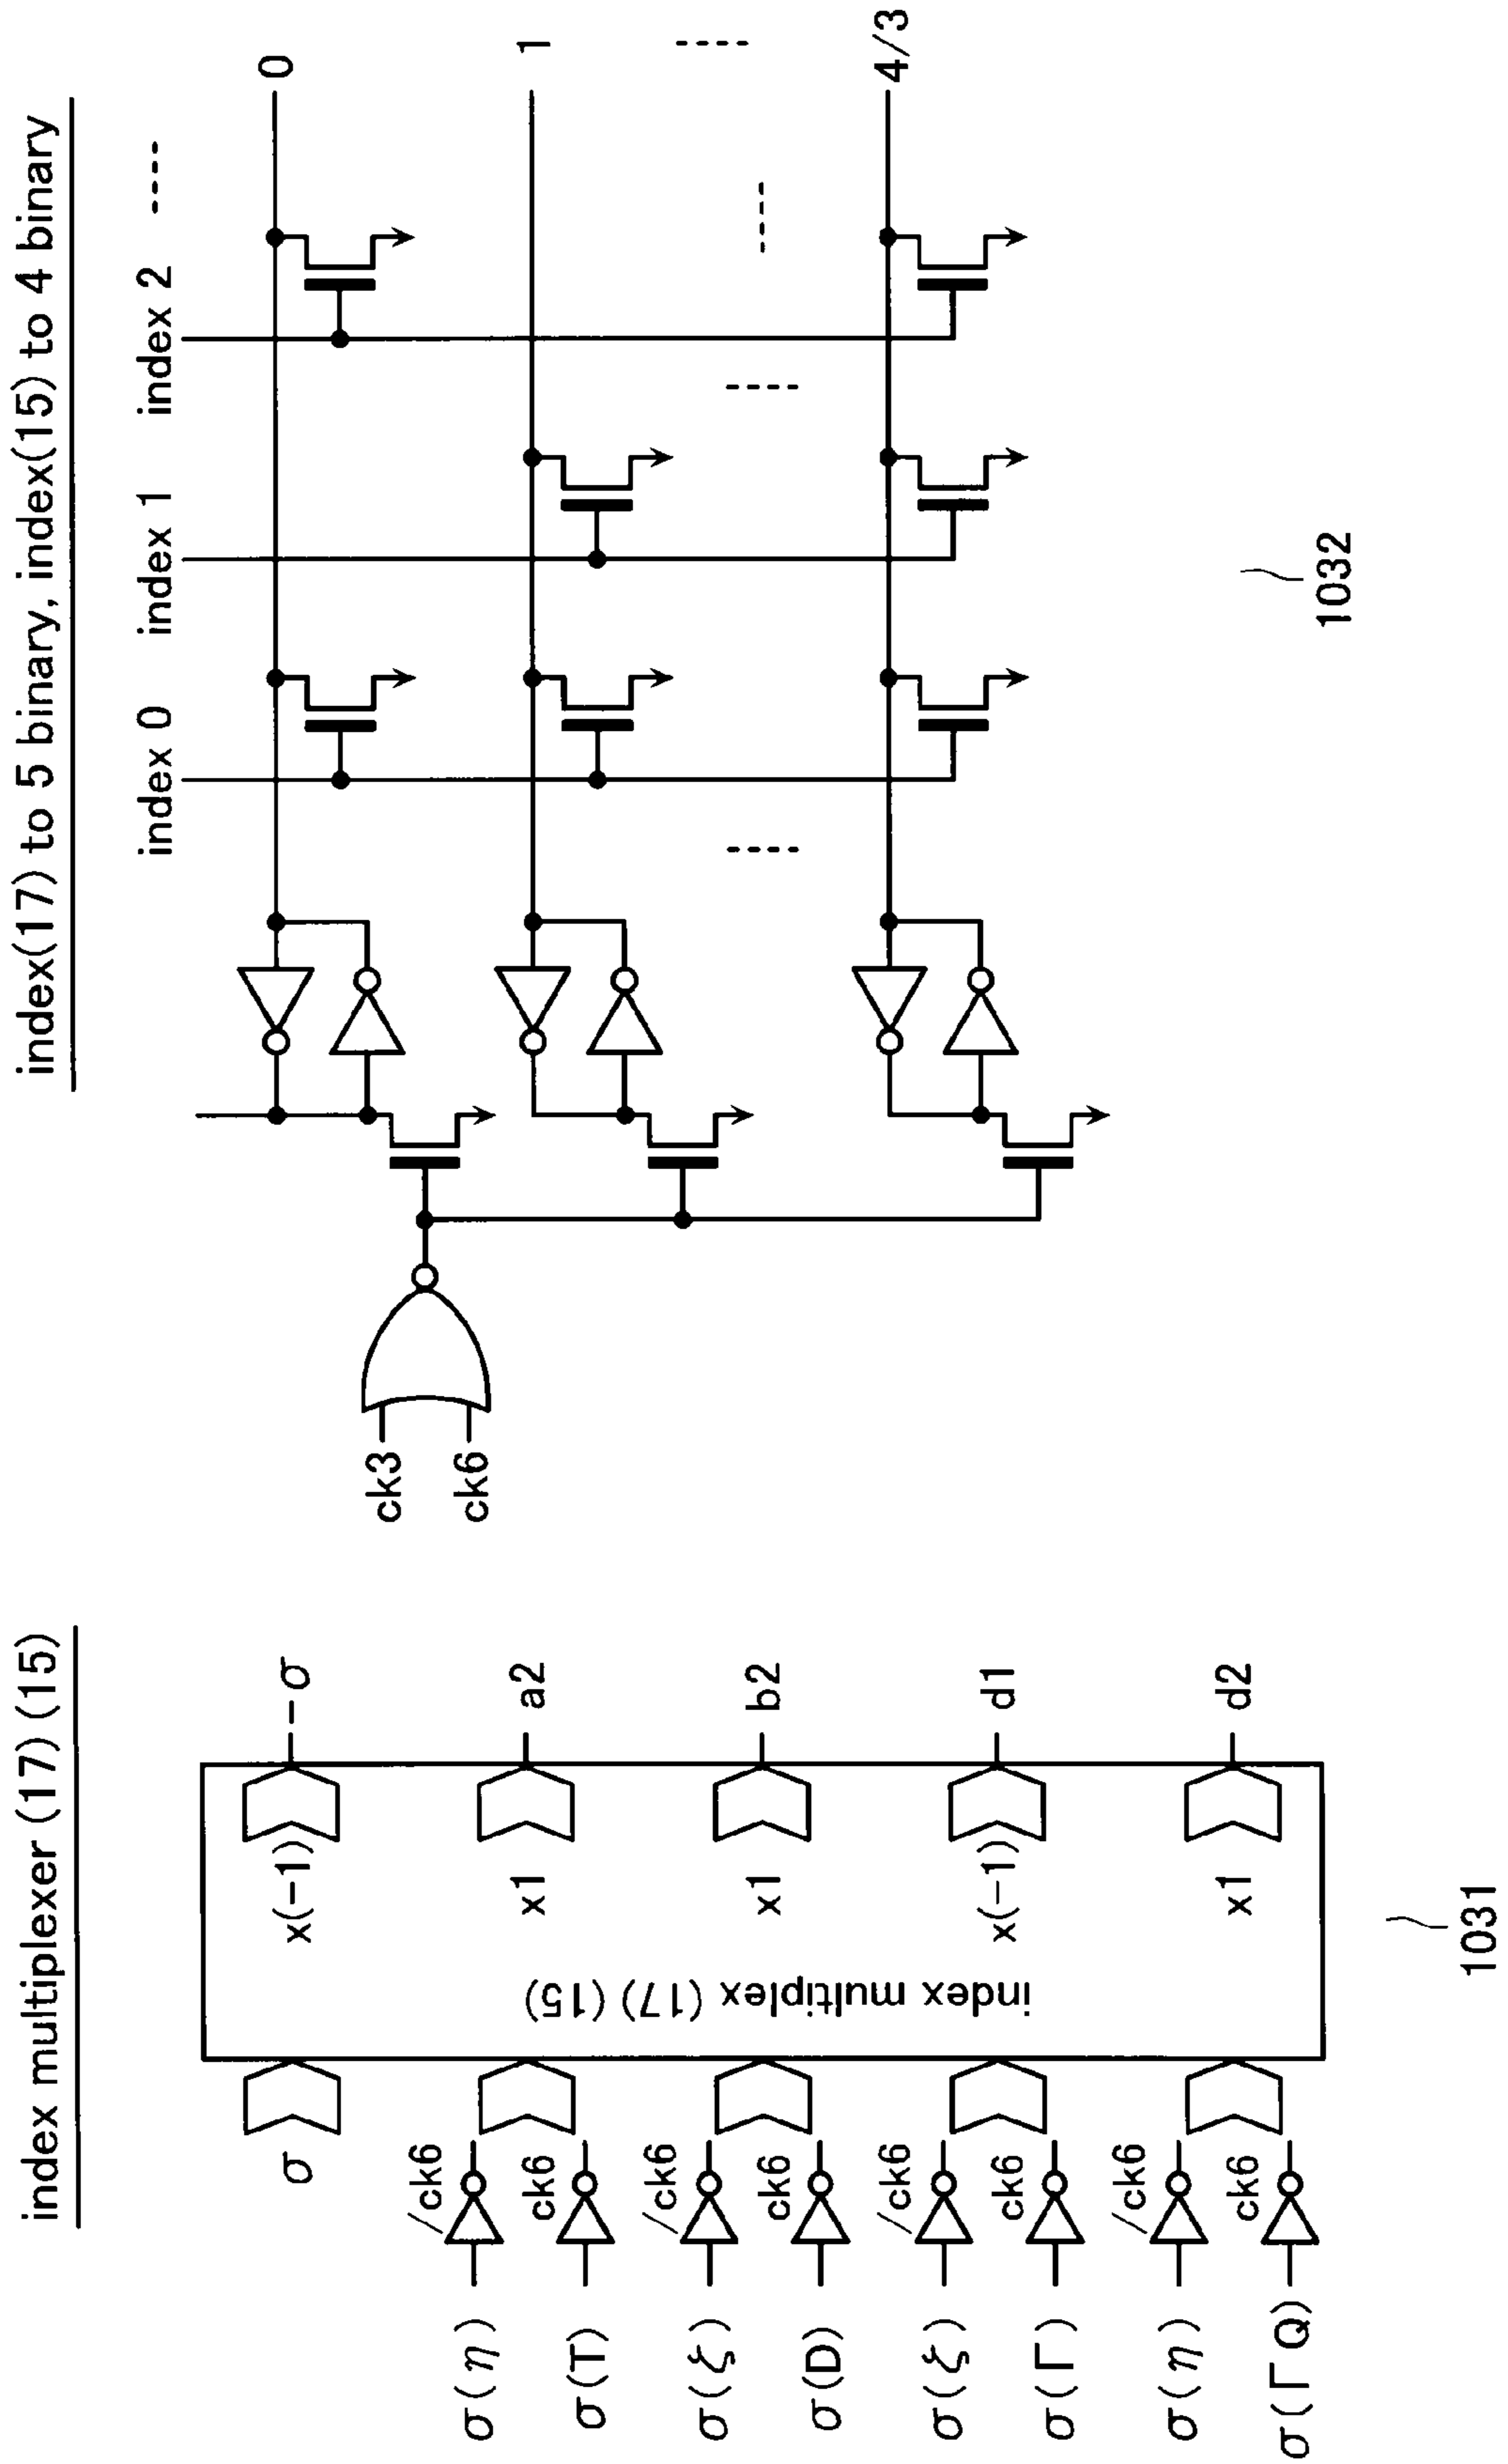 index multiplexer (17) (15)
σ
σ(η)
/ck6
σ(T)
ck6
σ(ζ)
/ck6
σ(D)
ck6
σ(ζ)
/ck6
σ(Γ)
ck6
σ(η)
/ck6
σ(Γ Q)
ck6
index multiplex (17) (15)
x(-1)
x1
x1
x(-1)
x1
-σ
a2
b2
d1
d2
1031
index(17) to 5 binary, index(15) to 4 binary
index 0
index 1
index 2
ck3
ck6
0
1
4/3
1032